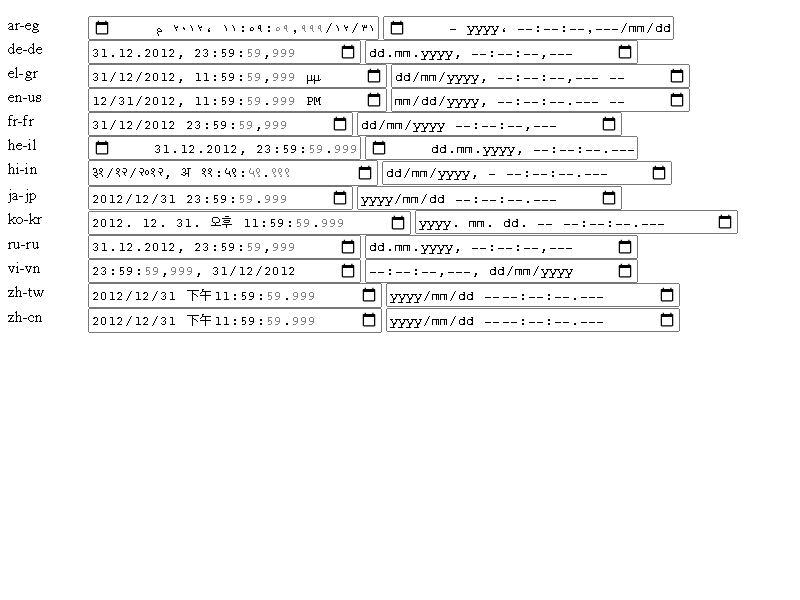 ar-eg ٣١/١٢/٢٠١٢، ١١:٥٩:٥٩,٩٩٩ م dd/mm/yyyy، --:--:--,--- -
de-de 31.12.2012, 23:59:59,999 dd.mm.yyyy, --:--:--,---
el-gr 31/12/2012, 11:59:59,999 μμ dd/mm/yyyy, --:--:--,--- --
en-us 12/31/2012, 11:59:59.999 PM mm/dd/yyyy, --:--:--.--- --
fr-fr 31/12/2012 23:59:59,999 dd/mm/yyyy --:--:--,---
he-il 31.12.2012, 23:59:59.999 dd.mm.yyyy, --:--:--.---
hi-in ३१/१२/२०१२, अ ११:५९:५९.९९९ dd/mm/yyyy, - --:--:--.---
ja-jp 2012/12/31 23:59:59.999 yyyy/mm/dd --:--:--.---
ko-kr 2012. 12. 31. 오후 11:59:59.999 yyyy. mm. dd. -- --:--:--.---
ru-ru 31.12.2012, 23:59:59,999 dd.mm.yyyy, --:--:--,---
vi-vn 23:59:59,999, 31/12/2012 --:--:--,---, dd/mm/yyyy
zh-tw 2012/12/31 下午11:59:59.999 yyyy/mm/dd ----:--:--.---
zh-cn 2012/12/31 下午11:59:59.999 yyyy/mm/dd ----:--:--.---